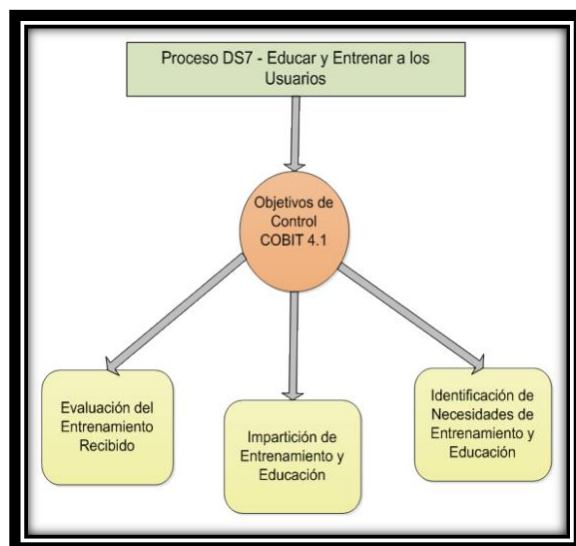 Proceso DS7 - Educar y Entrenar a los
Usuarios
Objetivos de
Control
COBIT 4.1
Evaluación del
Entrenamiento
Recibido
Impartición de
Entrenamiento y
Educación
Identificación de
Necesidades de
Entrenamiento y
Educación